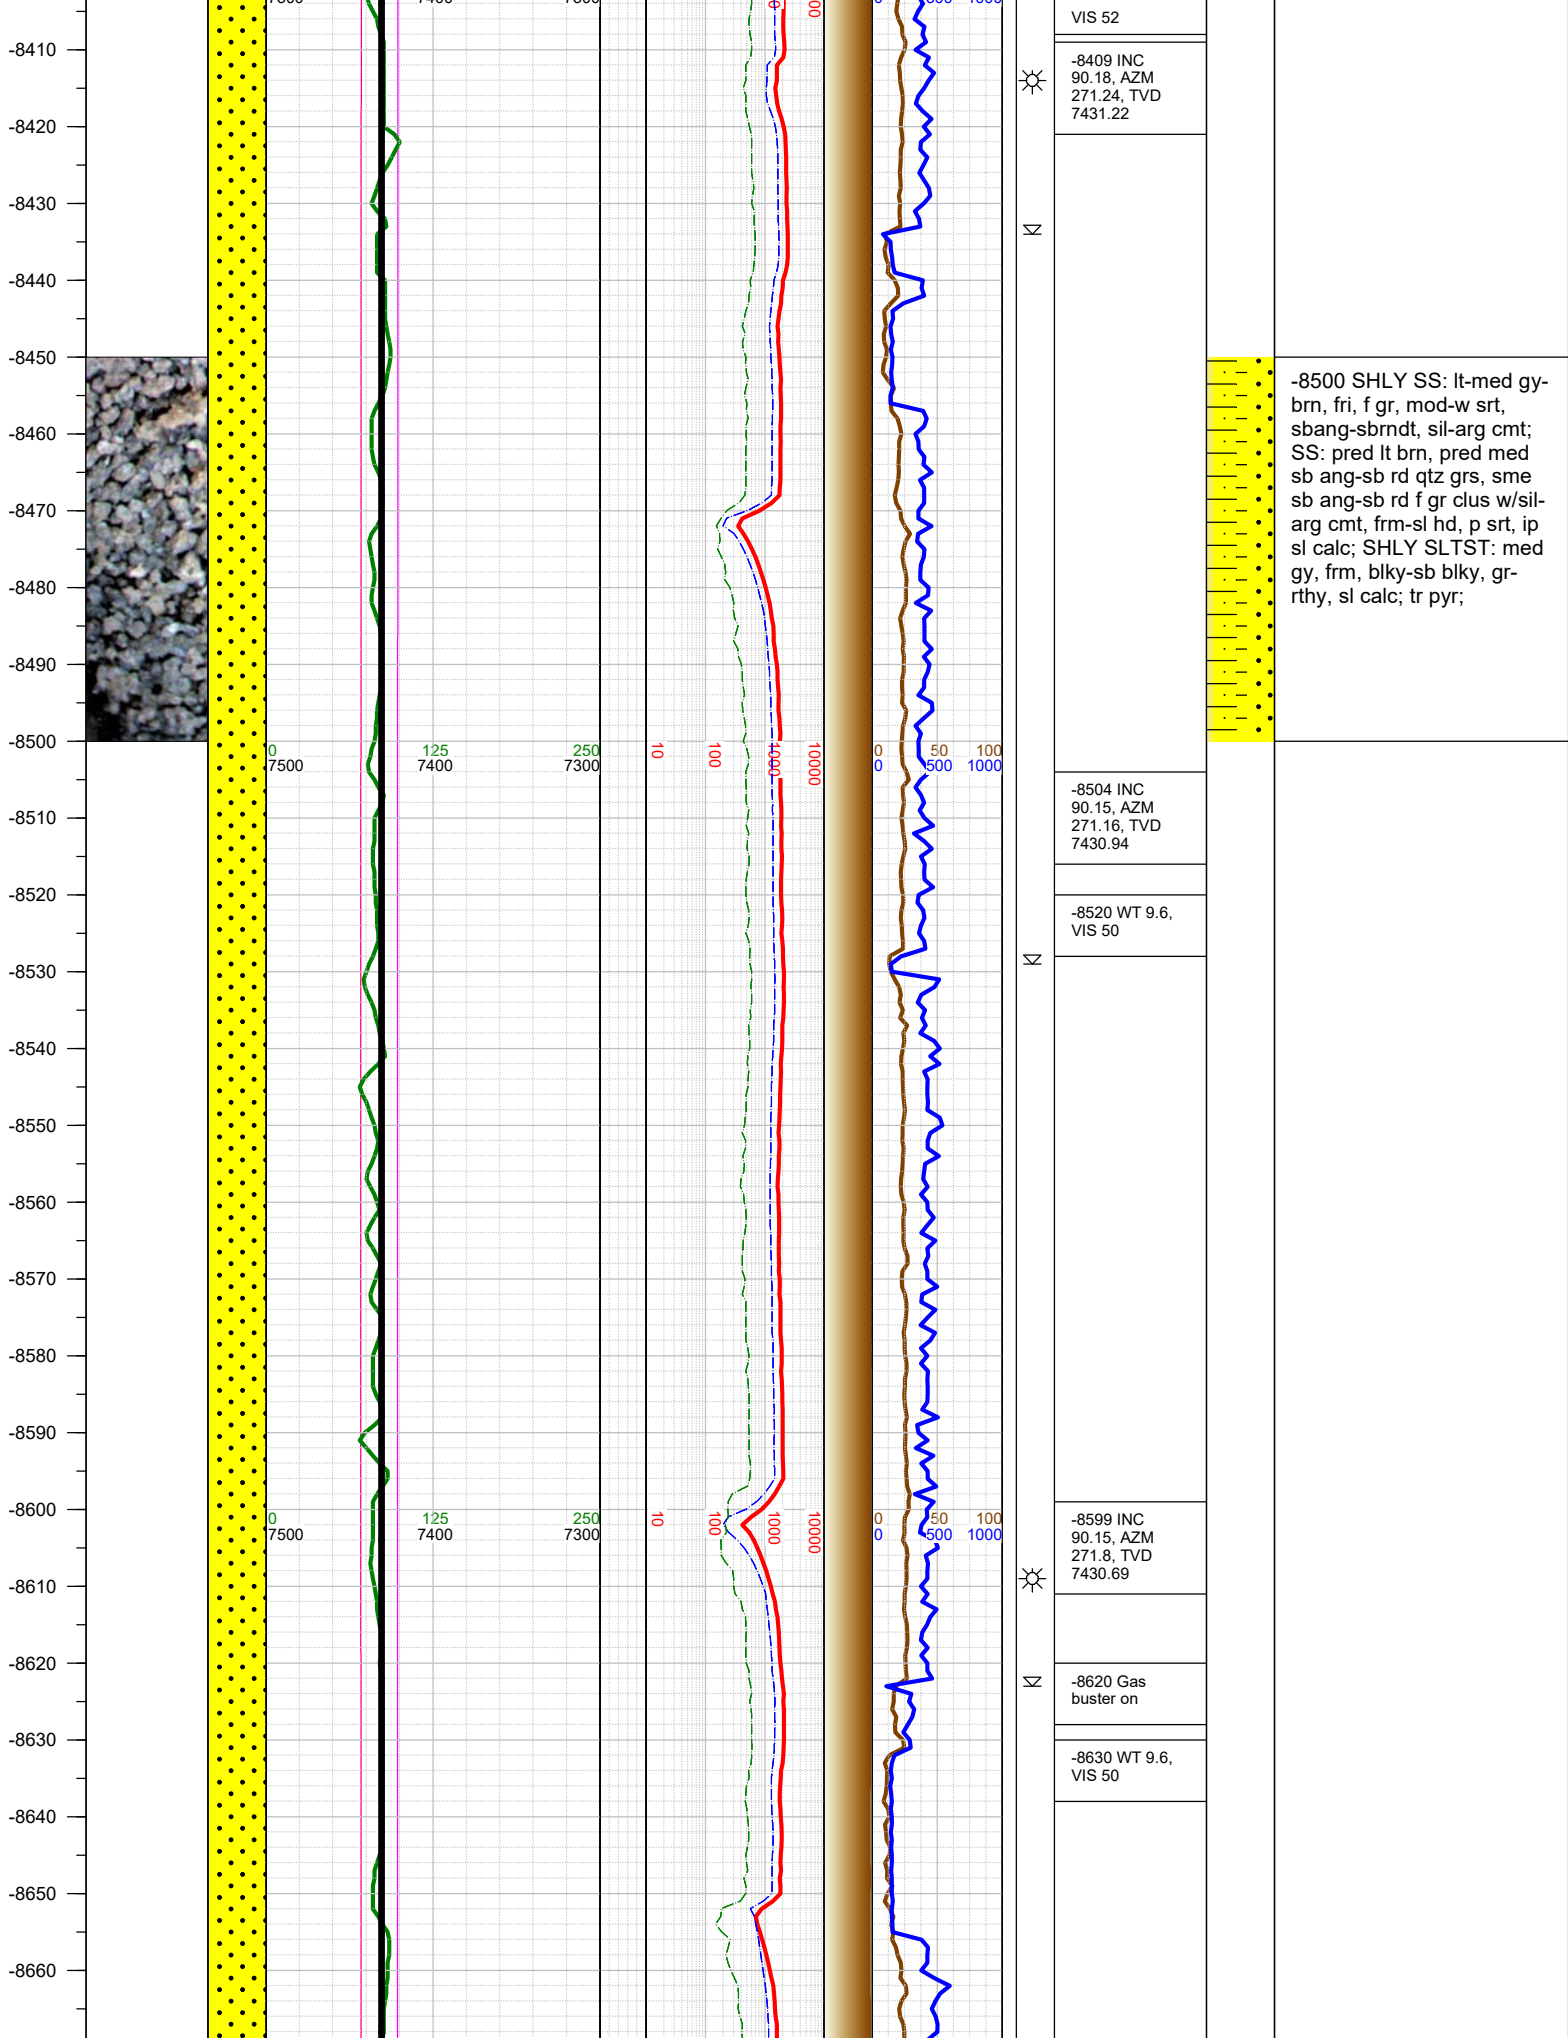 7500 7400 7300
00
0 500 1000
VIS 52
-8410
-8409 INC
90.18, AZM
271.24, TVD
7431.22
-8420
-8430
-8440
-8450
-8500 SHLY SS: lt-med gy-
brn, fri, f gr, mod-w srt,
sbang-sbrndt, sil-arg cmt;
SS: pred lt brn, pred med
sb ang-sb rd qtz grs, sme
sb ang-sb rd f gr clus w/sil-
arg cmt, frm-sl hd, p srt, ip
sl calc; SHLY SLTST: med
gy, frm, blky-sb blky, gr-
rthy, sl calc; tr pyr;
-8460
-8470
-8480
-8490
-8500
0 125 250
7500 7400 7300
10 100 1000 10000
0 50 100
0 500 1000
-8504 INC
90.15, AZM
271.16, TVD
7430.94
-8510
-8520
-8520 WT 9.6,
VIS 50
-8530
-8540
-8550
-8560
-8570
-8580
-8590
-8600
0 125 250
7500 7400 7300
10 100 1000 10000
0 50 100
0 500 1000
-8599 INC
90.15, AZM
271.8, TVD
7430.69
-8610
-8620
-8620 Gas
buster on
-8630
-8630 WT 9.6,
VIS 50
-8640
-8650
-8660